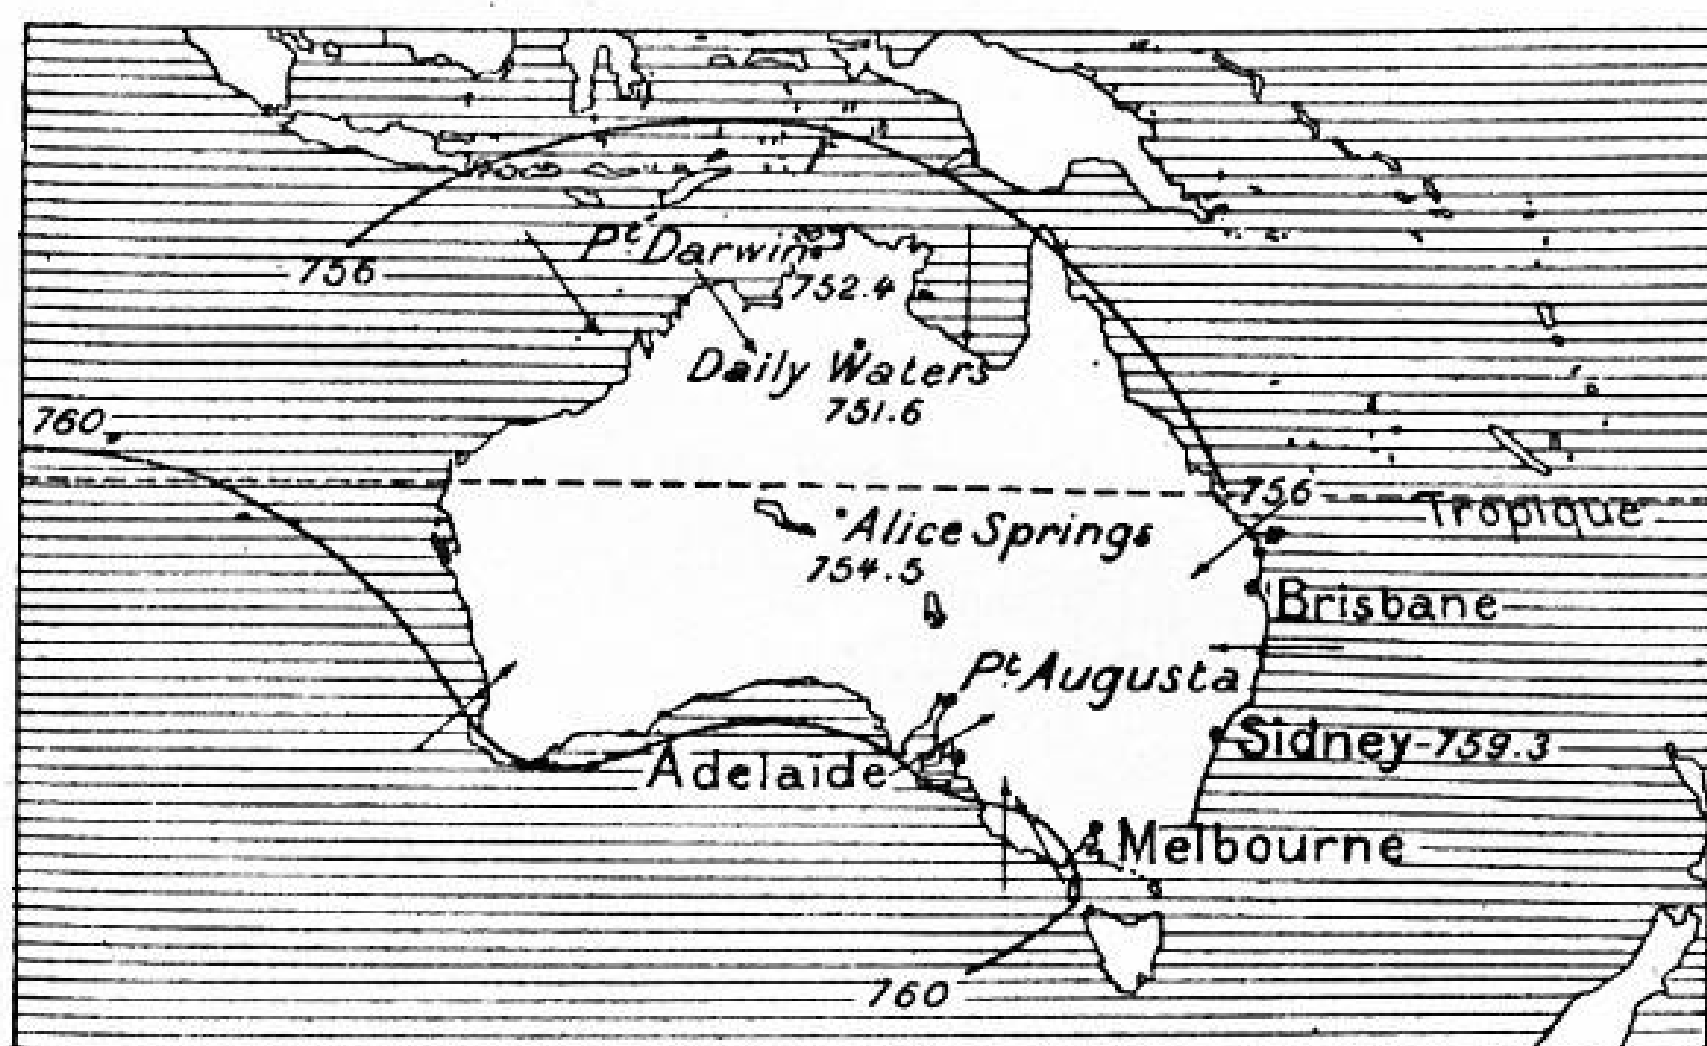 Pt. Darwin
756
752.4
Daily Waters
751.6
760
756
Tropique
Alice Springs
754.5
Brisbane
Pt. Augusta
Sidney-759.3
Adelaïde
Melbourne
760